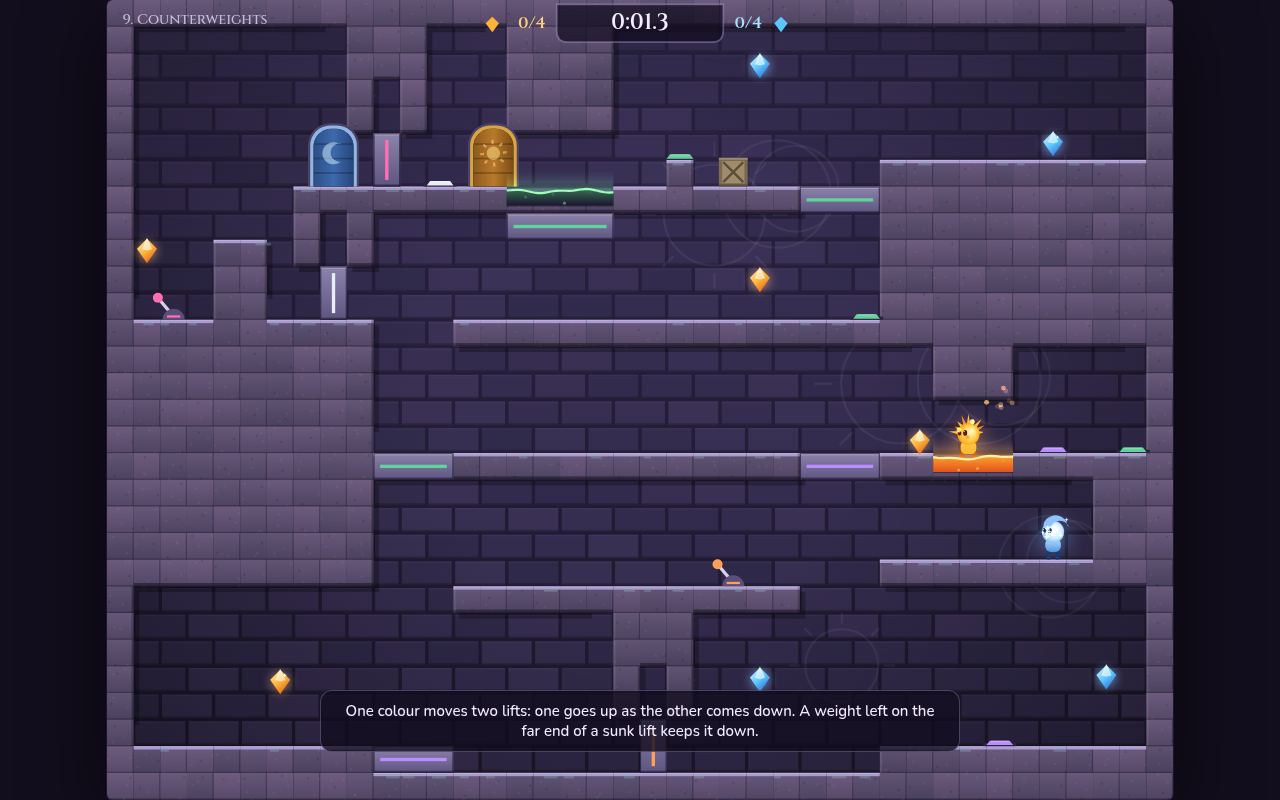 9. Counterweights
0/4
0:01.3
0/4
One colour moves two lifts: one goes up as the other comes down. A weight left on the
far end of a sunk lift keeps it down.